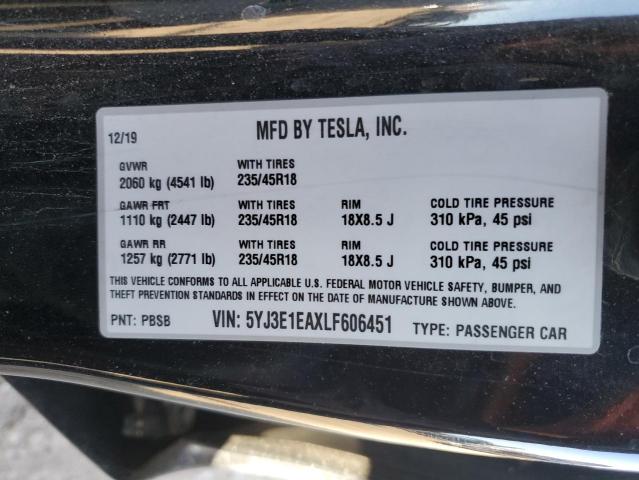 12/19 MFD BY TESLA, INC.
GVWR WITH TIRES
2060 kg (4541 lb) 235/45R18
GAWR FRT WITH TIRES RIM COLD TIRE PRESSURE
1110 kg (2447 lb) 235/45R18 18X8.5 J 310 kPa, 45 psi
GAWR RR WITH TIRES RIM COLD TIRE PRESSURE
1257 kg (2771 lb) 235/45R18 18X8.5 J 310 kPa, 45 psi
THIS VEHICLE CONFORMS TO ALL APPLICABLE U.S. FEDERAL MOTOR VEHICLE SAFETY, BUMPER, AND
THEFT PREVENTION STANDARDS IN EFFECT ON THE DATE OF MANUFACTURE SHOWN ABOVE.
PNT: PBSB VIN: 5YJ3E1EAXLF606451 TYPE: PASSENGER CAR